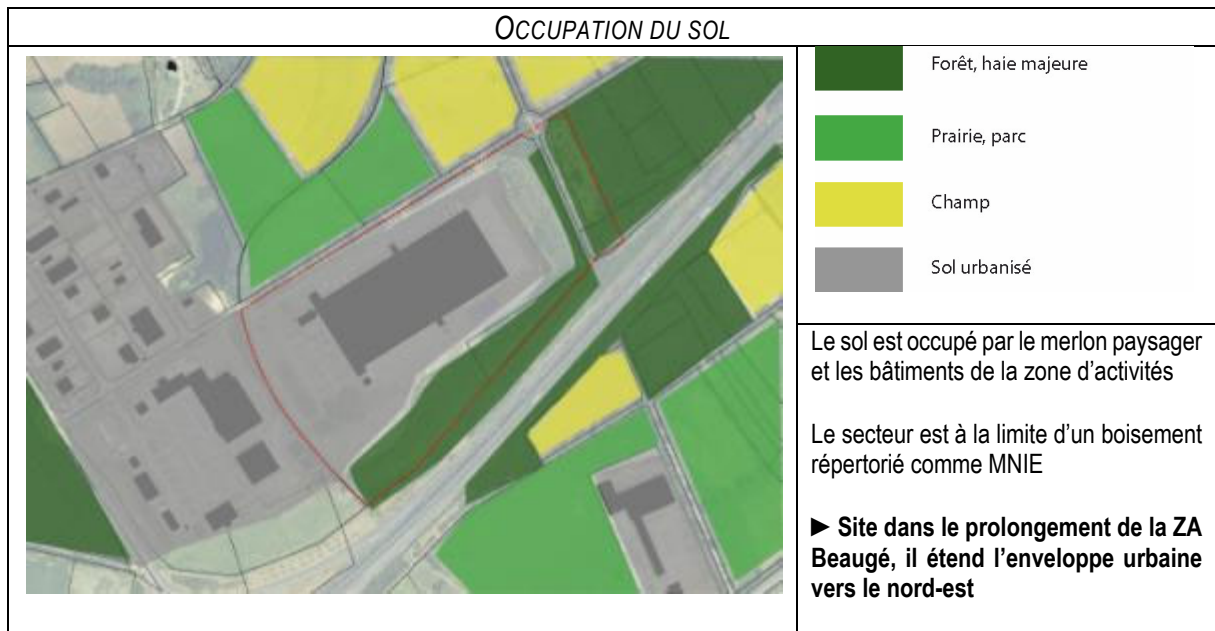 OCCUPATION DU SOL
Forêt, haie majeure
Prairie, parc
Champ
Sol urbanisé
Le sol est occupé par le merlon paysager
et les bâtiments de la zone d’activités
Le secteur est à la limite d’un boisement
répertorié comme MNIE
►Site dans le prolongement de la ZA
Beaugé, il étend l’enveloppe urbaine
vers le nord-est